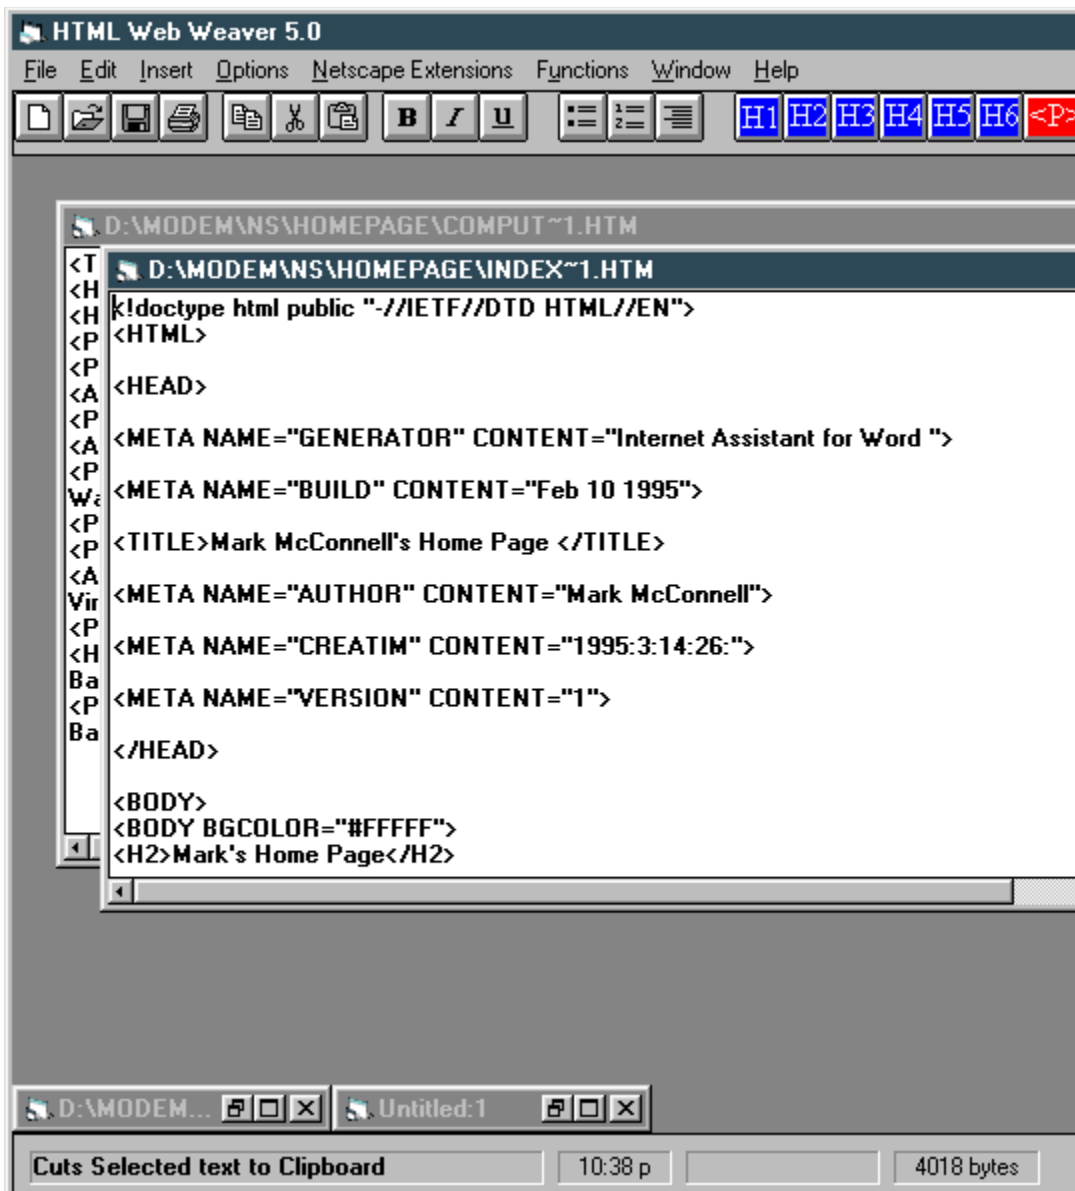 HTML Web Weaver 5.0
File Edit Insert Options Netscape Extensions Functions Window Help
B I U H1 H2 H3 H4 H5 H6 <P>
D:\MODEM\NS\HOMEPAGE\COMPUT~1.HTM
<T
<H
<H
<P
<P
<A
<P
<A
<P
Wa
<P
<P
<A
Vir
<P
<H
Ba
<P
Ba
D:\MODEM\NS\HOMEPAGE\INDEX~1.HTM
<!doctype html public "-//IETF//DTD HTML//EN">
<HTML>
<HEAD>
<META NAME="GENERATOR" CONTENT="Internet Assistant for Word ">
<META NAME="BUILD" CONTENT="Feb 10 1995">
<TITLE>Mark McConnell's Home Page </TITLE>
<META NAME="AUTHOR" CONTENT="Mark McConnell">
<META NAME="CREATIM" CONTENT="1995:3:14:26:">
<META NAME="VERSION" CONTENT="1">
</HEAD>
<BODY>
<BODY BGCOLOR="#FFFFF">
<H2>Mark's Home Page</H2>
D:\MODEM... Untitled:1
Cuts Selected text to Clipboard 10:38 p 4018 bytes